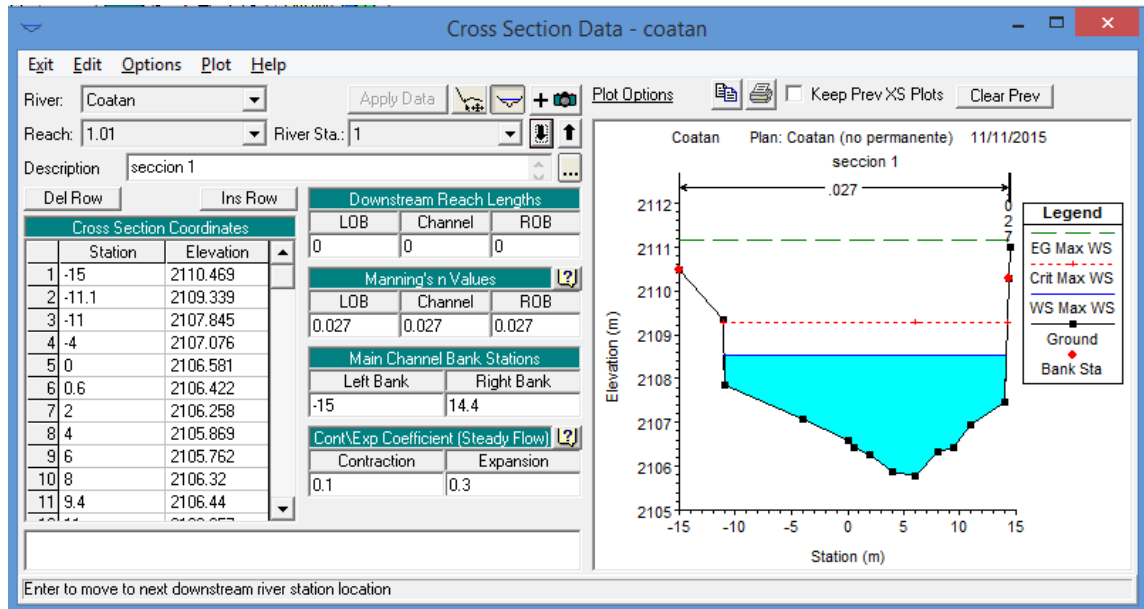 Cross Section Data - coatan
Exit Edit Options Plot Help
River: Coatan Apply Data
Reach: 1.01 River Sta.: 1
Description seccion 1 ...
Del Row Ins Row
Cross Section Coordinates
Station Elevation
1 -15 2110.469
2 -11.1 2109.339
3 -11 2107.845
4 -4 2107.076
5 0 2106.581
6 0.6 2106.422
7 2 2106.258
8 4 2105.869
9 6 2105.762
10 8 2106.32
11 9.4 2106.44
Downstream Reach Lengths
LOB Channel ROB
0 0 0
Manning's n Values
LOB Channel ROB
0.027 0.027 0.027
Main Channel Bank Stations
Left Bank Right Bank
-15 14.4
Cont\Exp Coefficient (Steady Flow)
Contraction Expansion
0.1 0.3
Plot Options Keep Prev XS Plots Clear Prev
Coatan Plan: Coatan (no permanente) 11/11/2015
seccion 1
.027
0
2
7
2112
2111
2110
2109
2108
2107
2106
2105
Elevation (m)
-15 -10 -5 0 5 10 15
Station (m)
Legend
EG Max WS
Crit Max WS
WS Max WS
Ground
Bank Sta
Enter to move to next downstream river station location